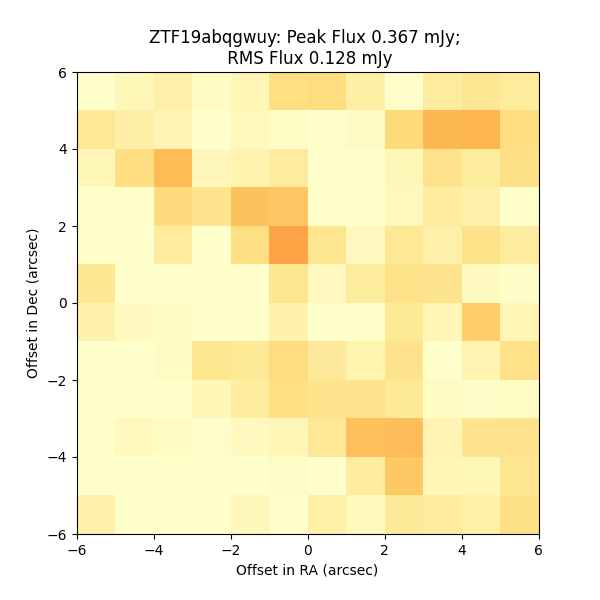 ZTF19abqgwuy: Peak Flux 0.367 mJy;
RMS Flux 0.128 mJy
6
4
2
0
−2
−4
−6
Offset in Dec (arcsec)
−6 −4 −2 0 2 4 6
Offset in RA (arcsec)